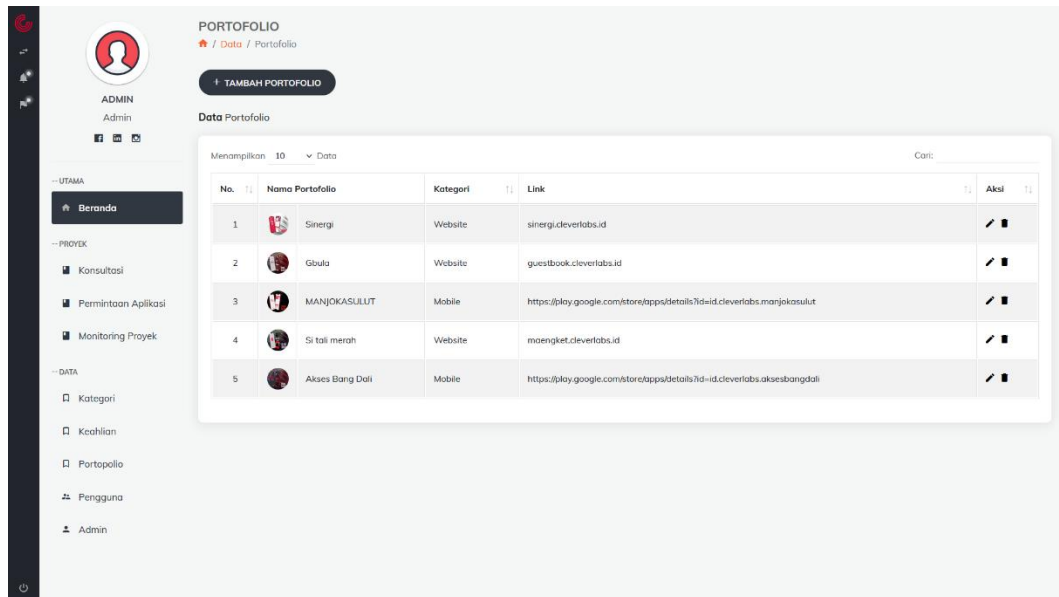 PORTOFOLIO
/ Data / Portofolio
+ TAMBAH PORTOFOLIO
ADMIN
Admin
Data Portofolio
Menampilkan 10 Data
Cari:
-- UTAMA
Beranda
-- PROYEK
Konsultasi
Permintaan Aplikasi
Monitoring Proyek
-- DATA
Kategori
Keahlian
Portopolio
Pengguna
Admin
No. Nama Portofolio Kategori Link Aksi
1 Sinergi Website sinergi.cleverlabs.id
2 Gbula Website guestbook.cleverlabs.id
3 MANJOKASULUT Mobile https://play.google.com/store/apps/details?id=id.cleverlabs.manjokasulut
4 Si tali merah Website maengket.cleverlabs.id
5 Akses Bang Dali Mobile https://play.google.com/store/apps/details?id=id.cleverlabs.aksesbangdali